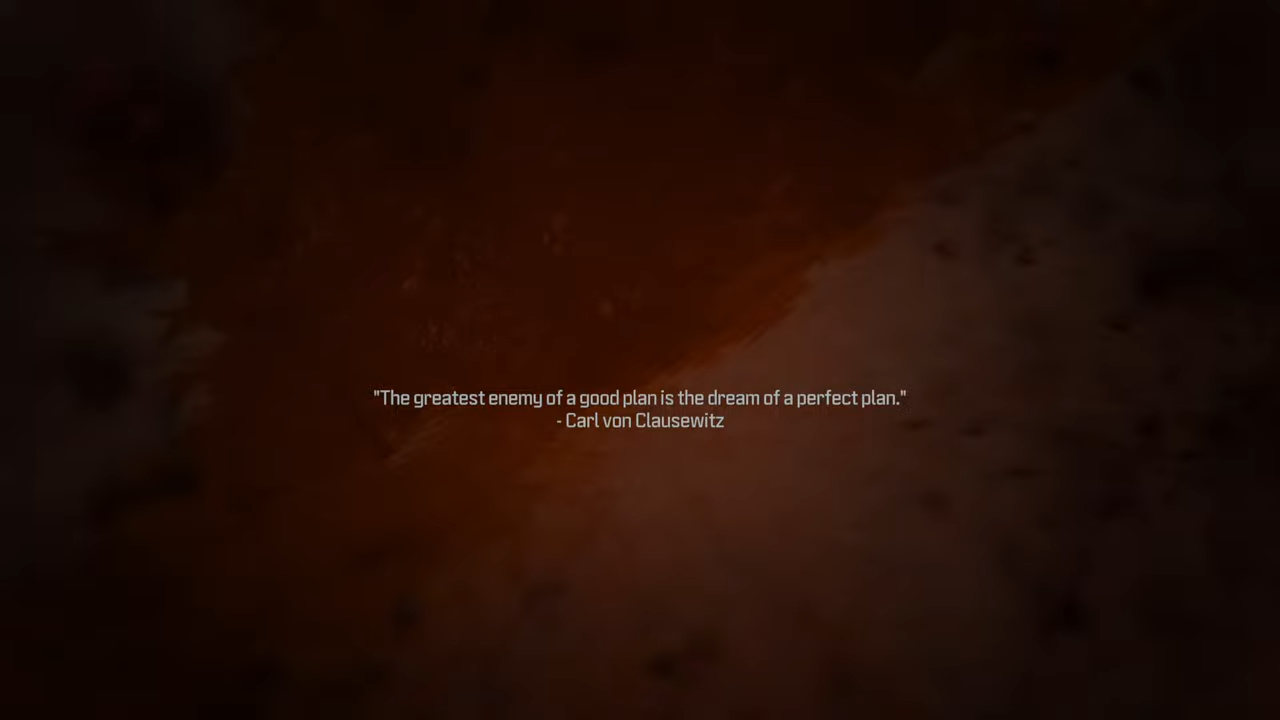 "The greatest enemy of a good plan is the dream of a perfect plan."
- Carl von Clausewitz